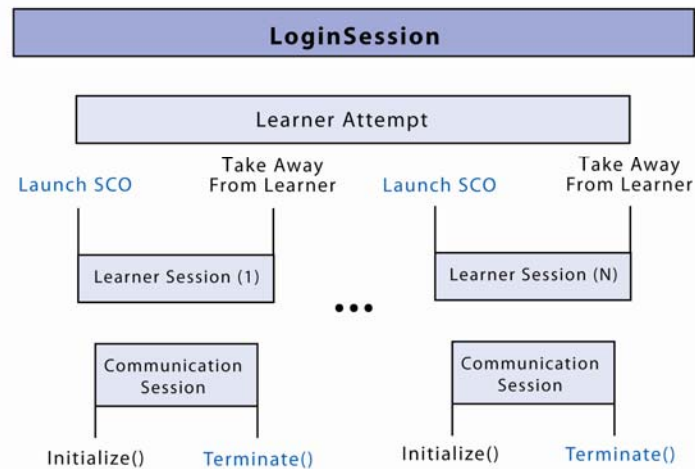 LoginSession
Learner Attempt
Launch SCO
Take Away
From Learner
Launch SCO
Take Away
From Learner
Learner Session (1)
Learner Session (N)
•••
Communication
Session
Communication
Session
Initialize()
Terminate()
Initialize()
Terminate()